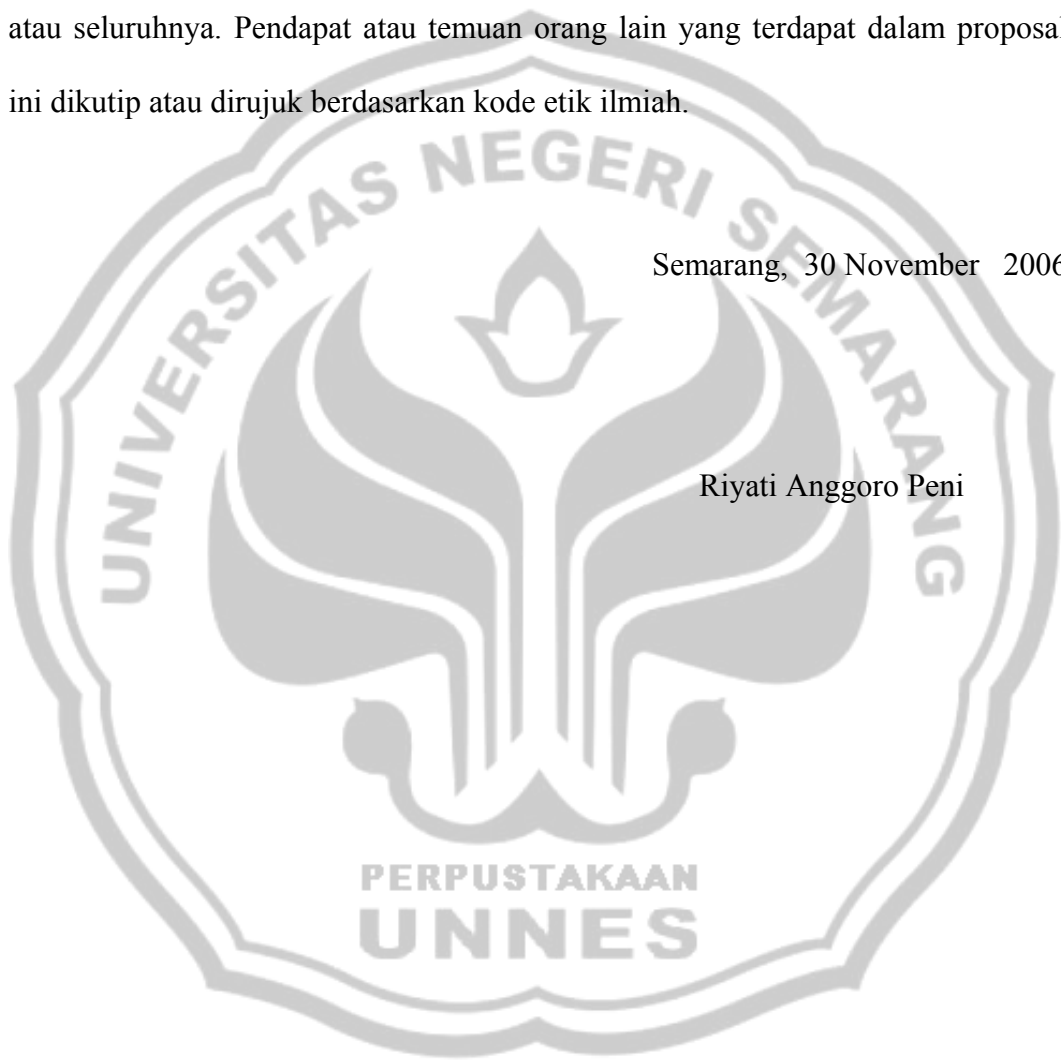 atau seluruhnya. Pendapat atau temuan orang lain yang terdapat dalam proposal
ini dikutip atau dirujuk berdasarkan kode etik ilmiah.
UNIVERSITAS NEGERI SEMARANG
Semarang, 30 November 2006
Riyati Anggoro Peni
PERPUSTAKAAN
UNNES